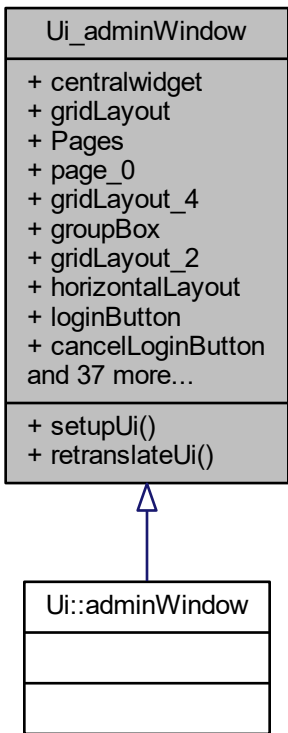 Ui_adminWindow
+ centralwidget
+ gridLayout
+ Pages
+ page_0
+ gridLayout_4
+ groupBox
+ gridLayout_2
+ horizontalLayout
+ loginButton
+ cancelLoginButton
and 37 more...
+ setupUi()
+ retranslateUi()
Ui::adminWindow